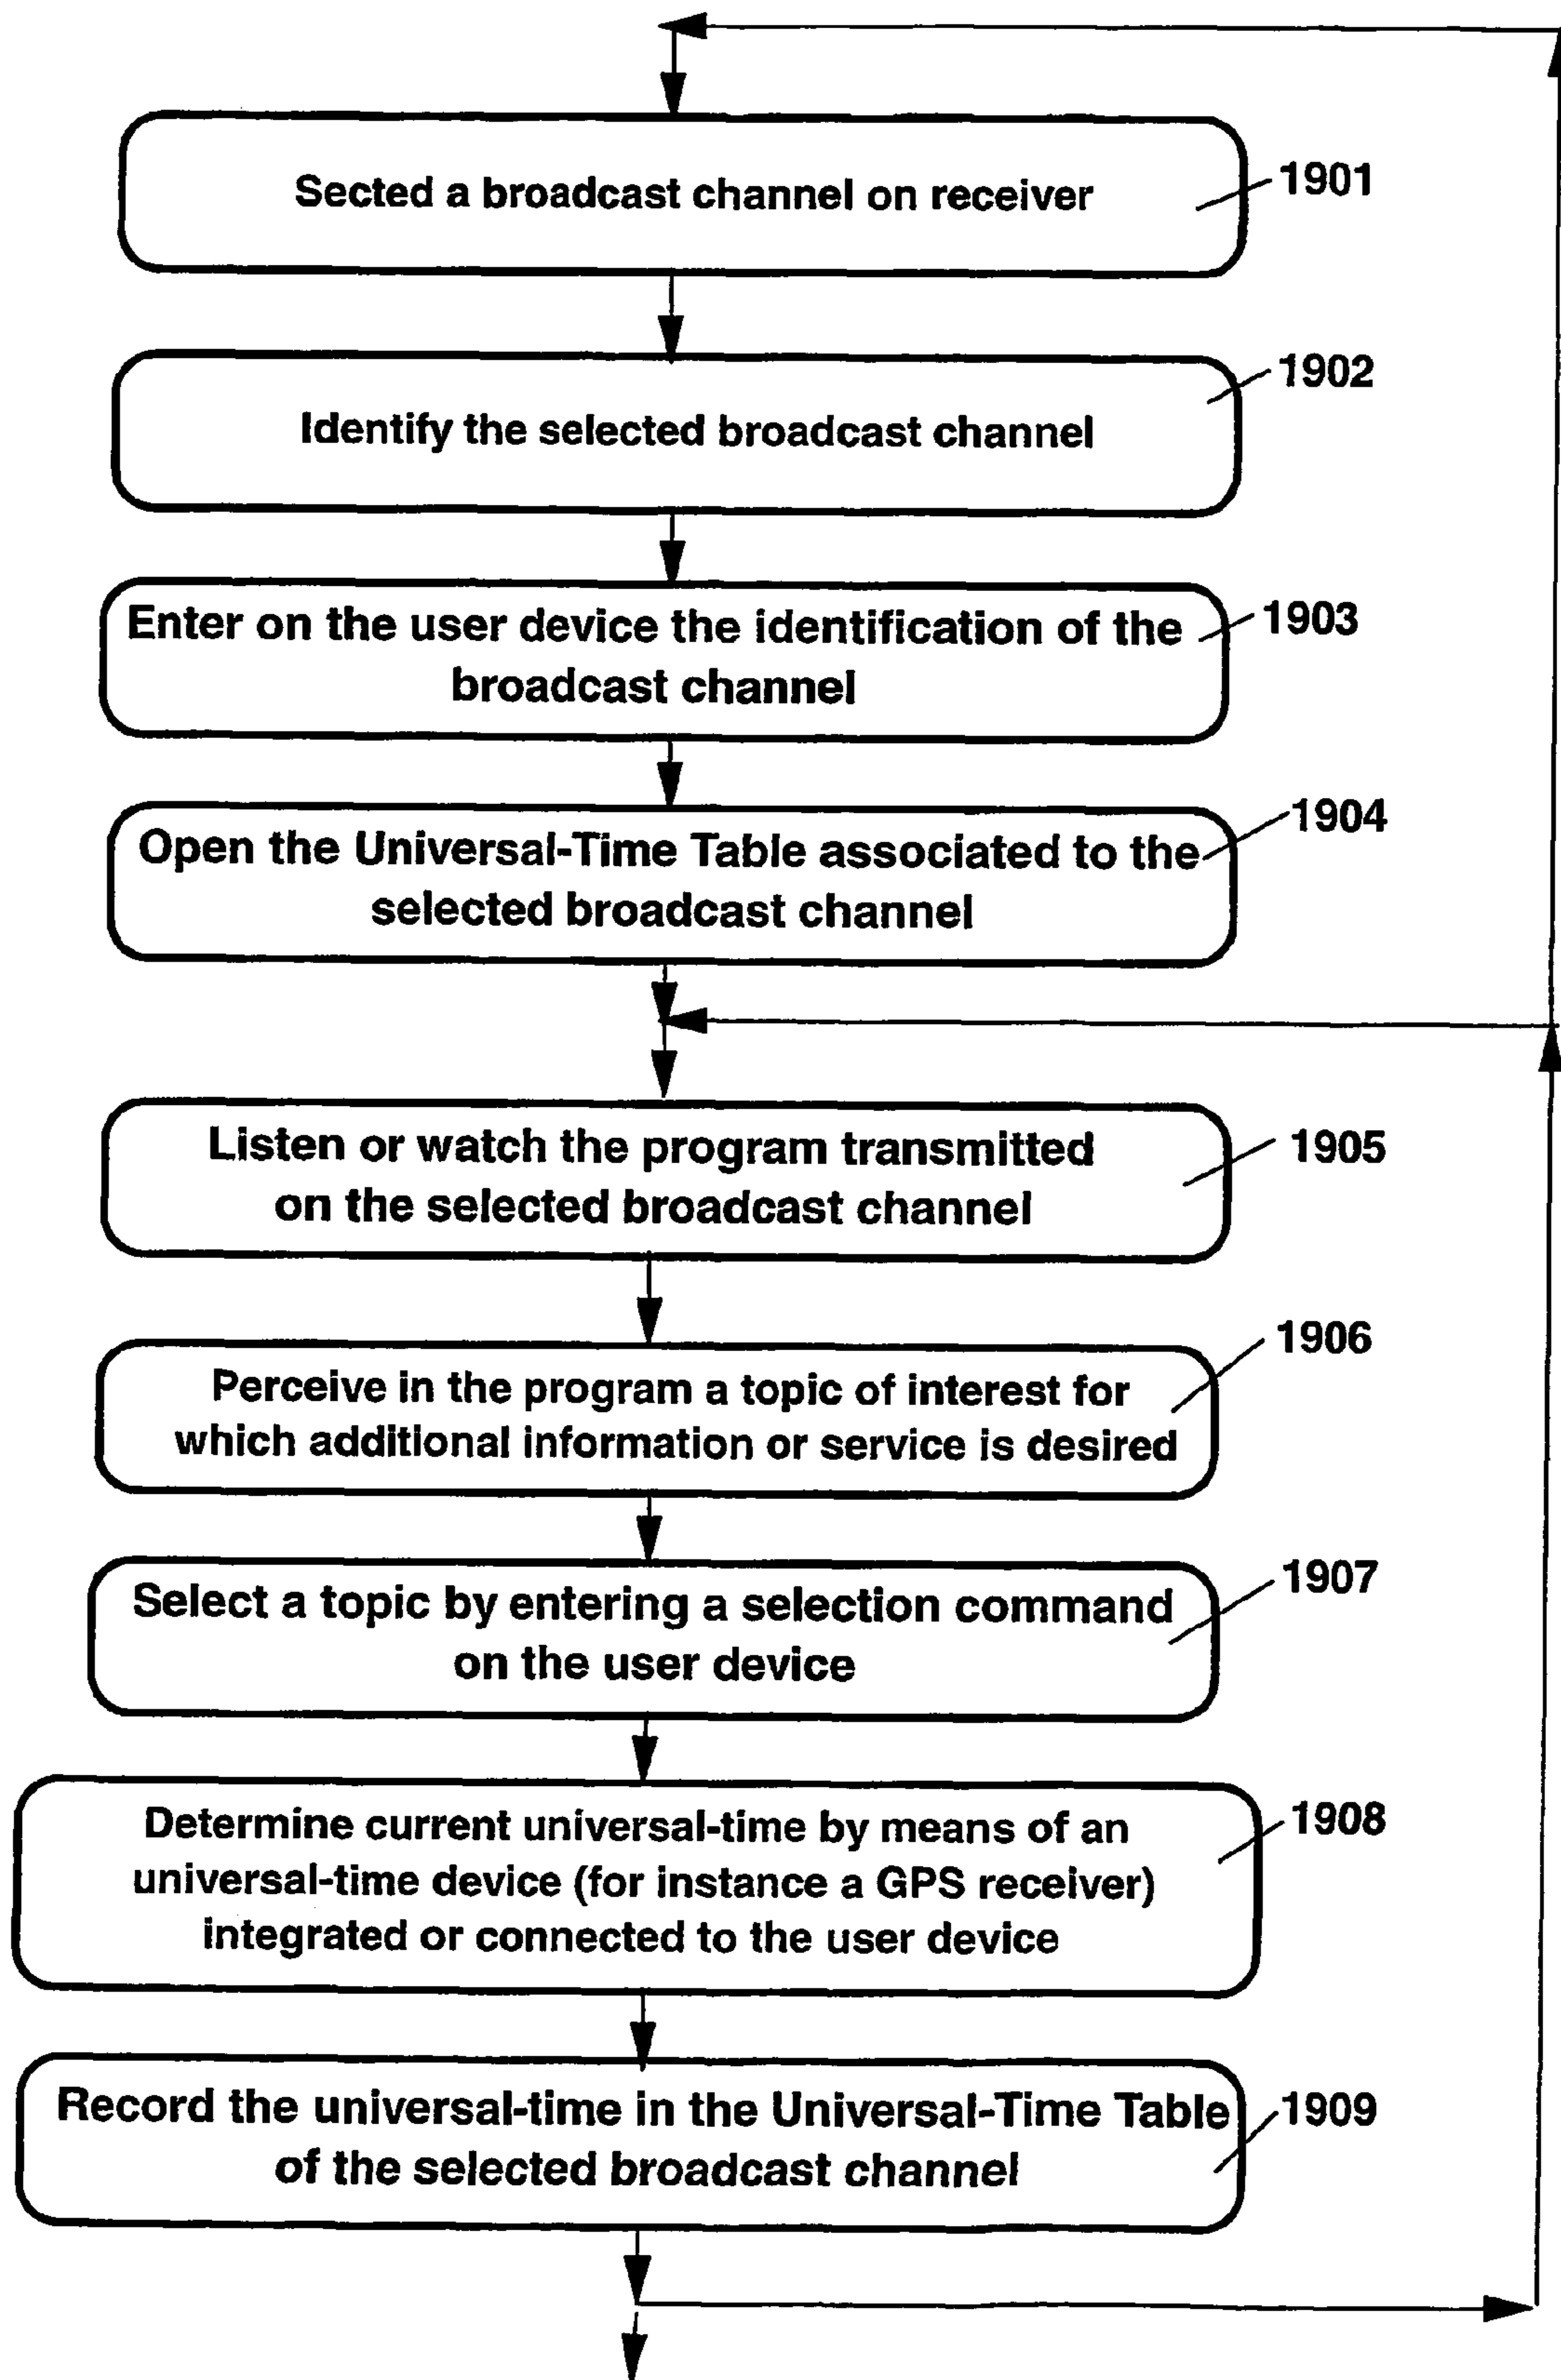 Sected a broadcast channel on receiver
1901
Identify the selected broadcast channel
1902
Enter on the user device the identification of the
broadcast channel
1903
Open the Universal-Time Table associated to the
selected broadcast channel
1904
Listen or watch the program transmitted
on the selected broadcast channel
1905
Perceive in the program a topic of interest for
which additional information or service is desired
1906
Select a topic by entering a selection command
on the user device
1907
Determine current universal-time by means of an
universal-time device (for instance a GPS receiver)
integrated or connected to the user device
1908
Record the universal-time in the Universal-Time Table
of the selected broadcast channel
1909